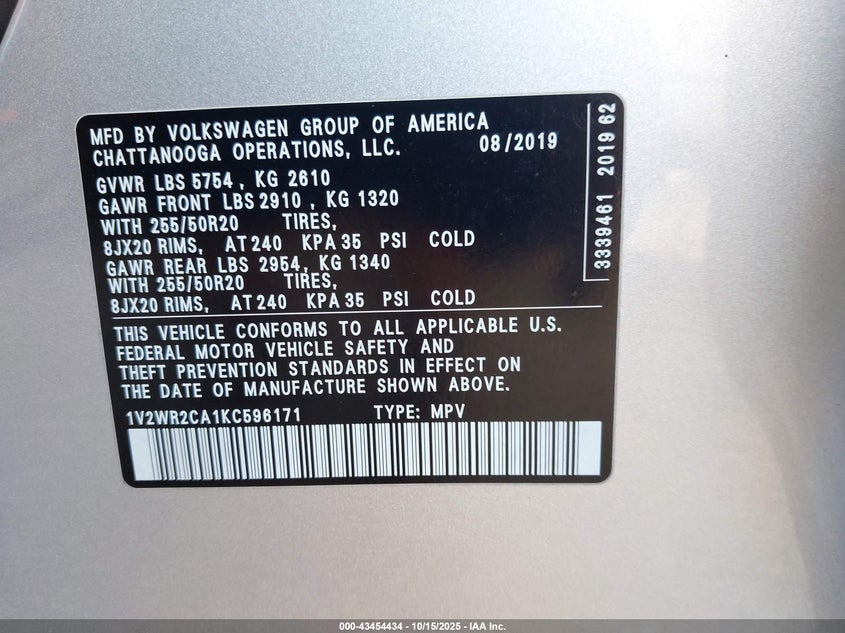 MFD BY VOLKSWAGEN GROUP OF AMERICA
CHATTANOOGA OPERATIONS, LLC. 08/2019
GVWR LBS 5754 , KG 2610
GAWR FRONT LBS 2910 , KG 1320
WITH 255/50R20 TIRES,
8JX20 RIMS, AT 240 KPA 35 PSI COLD
GAWR REAR LBS 2954, KG 1340
WITH 255/50R20 TIRES,
8JX20 RIMS, AT 240 KPA 35 PSI COLD
THIS VEHICLE CONFORMS TO ALL APPLICABLE U.S.
FEDERAL MOTOR VEHICLE SAFETY AND
THEFT PREVENTION STANDARDS IN EFFECT ON
THE DATE OF MANUFACTURE SHOWN ABOVE.
1V2WR2CA1KC596171 TYPE: MPV
3339461 2019 62
000-43454434 - 10/15/2025 - IAA Inc.